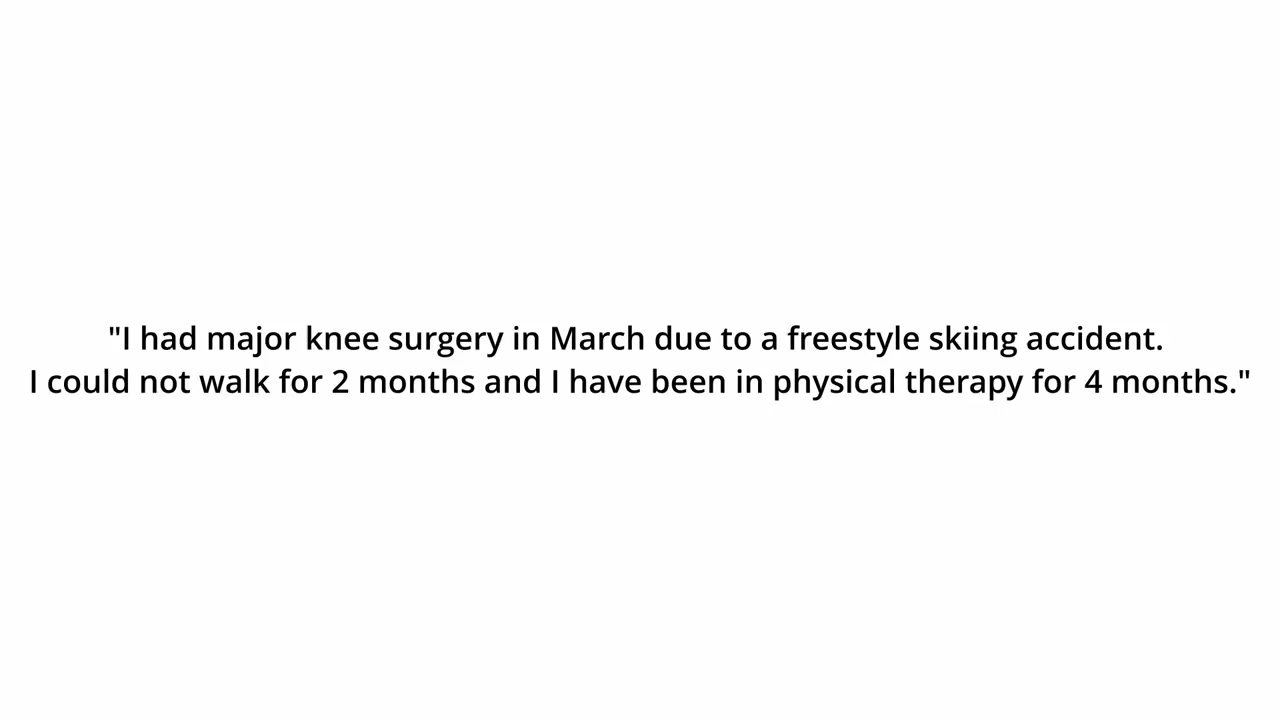 "I had major knee surgery in March due to a freestyle skiing accident.
I could not walk for 2 months and I have been in physical therapy for 4 months."